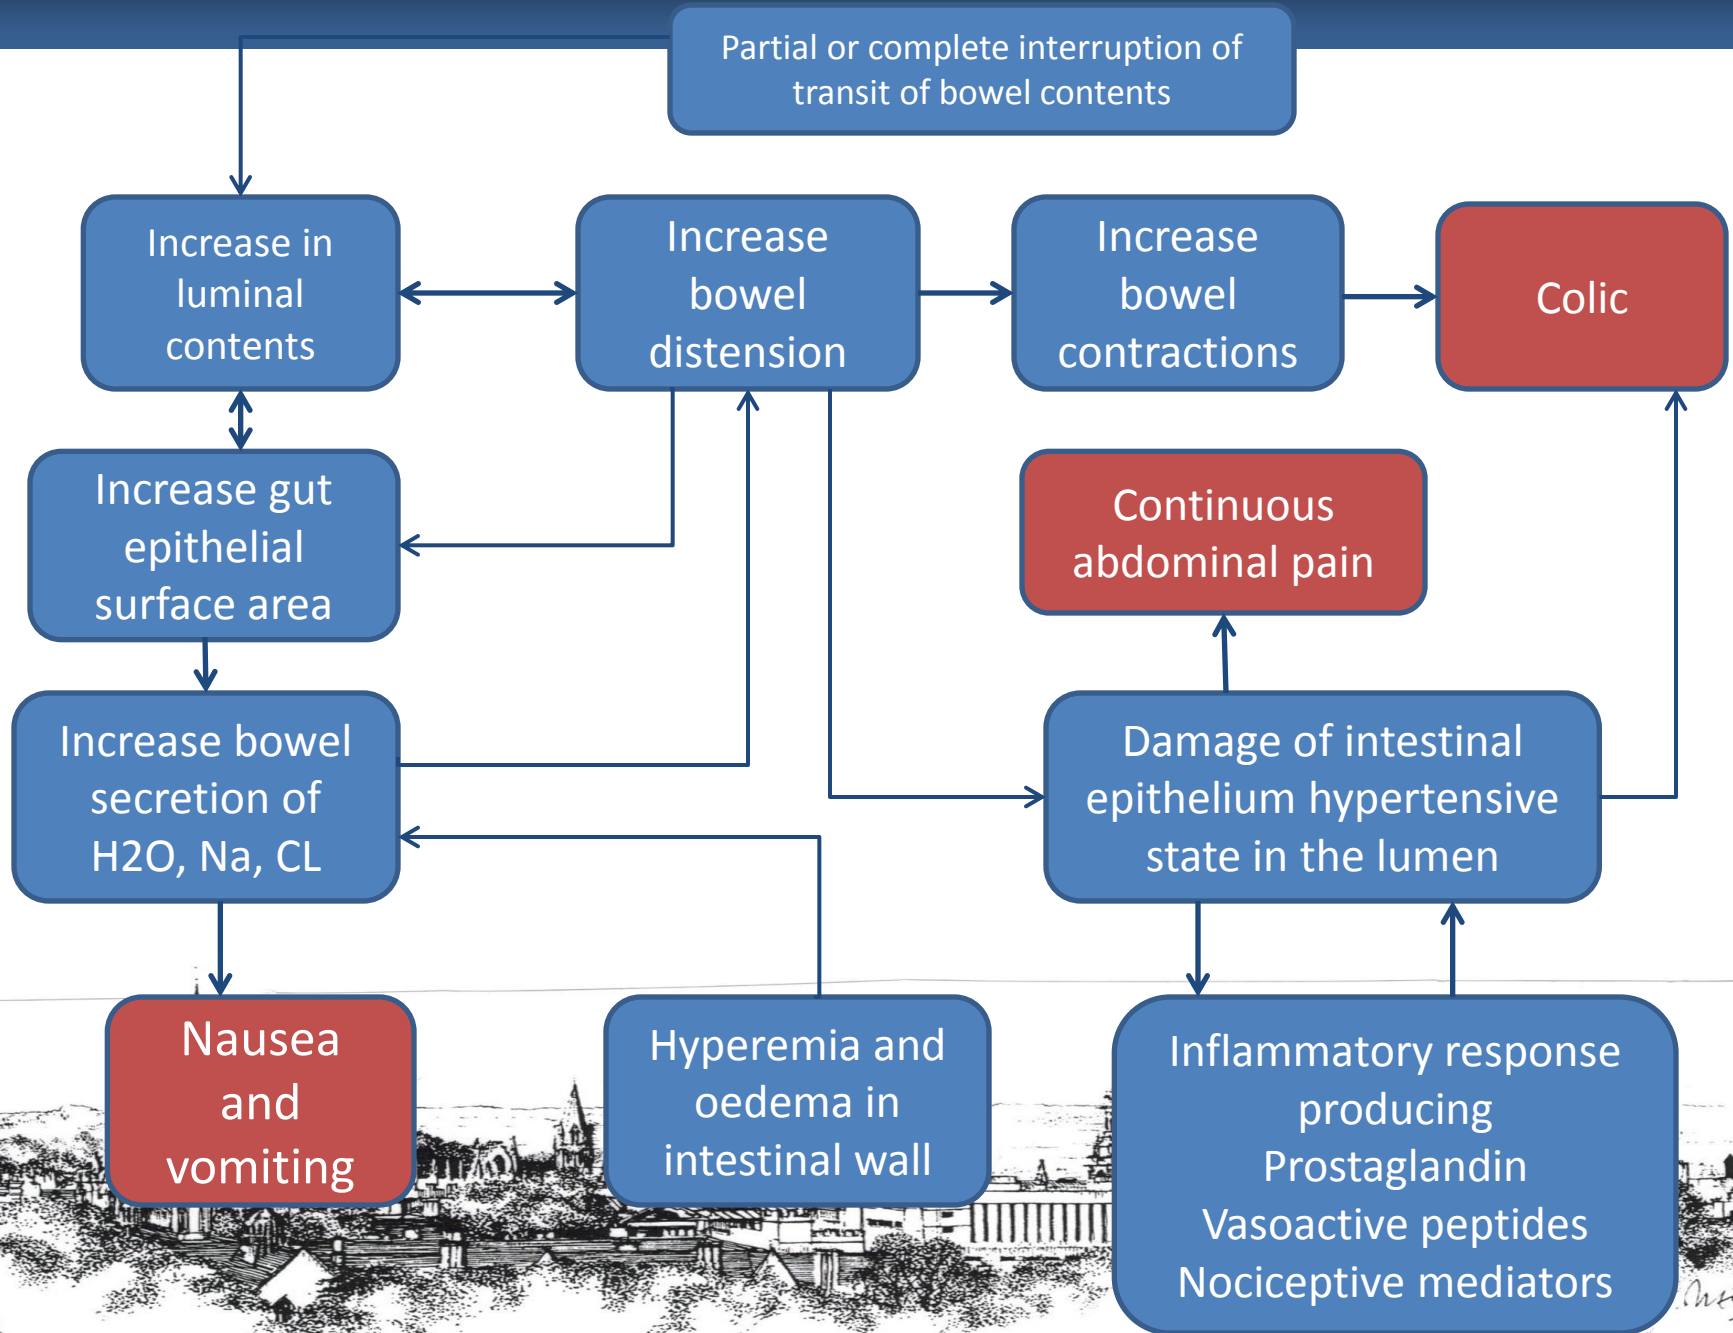 Partial or complete interruption of
transit of bowel contents
Increase in
luminal
contents
Increase
bowel
distension
Increase
bowel
contractions
Colic
Increase gut
epithelial
surface area
Continuous
abdominal pain
Increase bowel
secretion of
H2O, Na, CL
Damage of intestinal
epithelium hypertensive
state in the lumen
Nausea
and
vomiting
Hyperemia and
oedema in
intestinal wall
Inflammatory response
producing
Prostaglandin
Vasoactive peptides
Nociceptive mediators